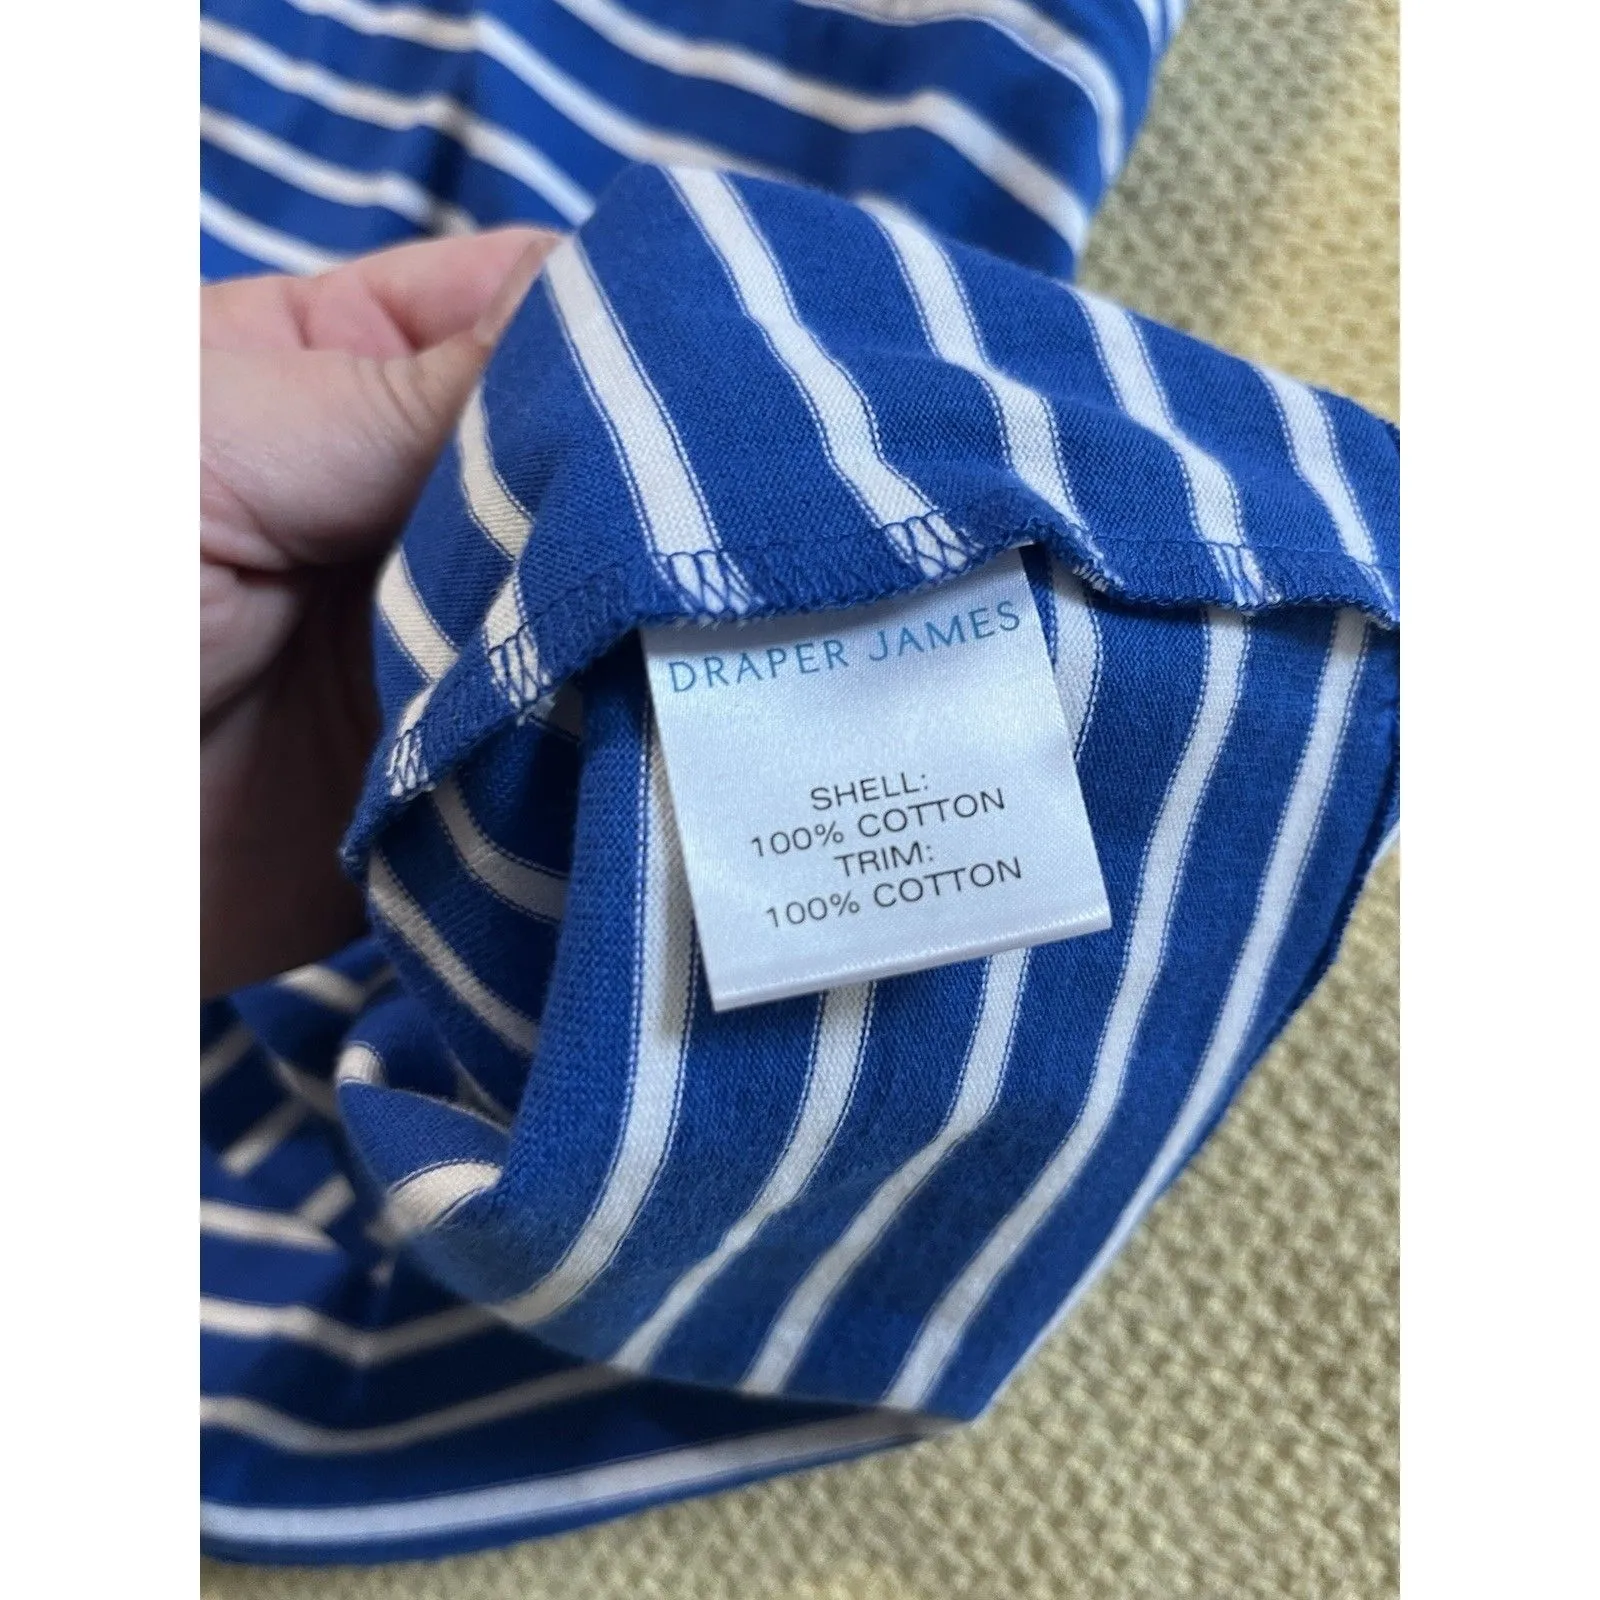 DRAPER JAMES
SHELL:
100% COTTON
TRIM:
100% COTTON